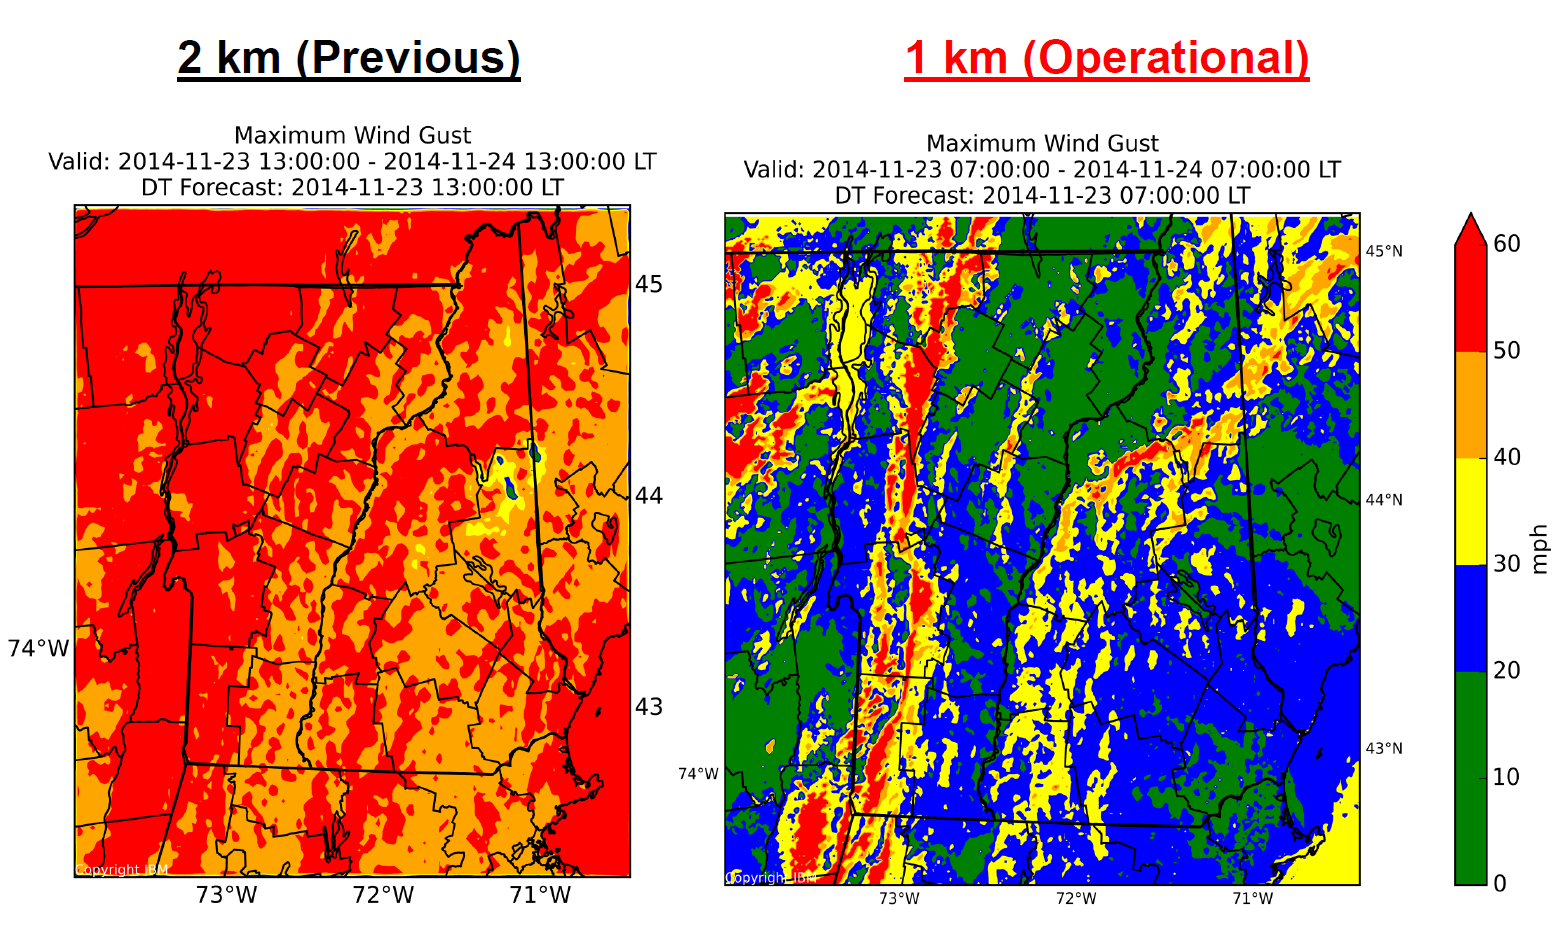 2 km (Previous)
1 km (Operational)
Maximum Wind Gust
Valid: 2014-11-23 13:00:00 - 2014-11-24 13:00:00 LT
DT Forecast: 2014-11-23 13:00:00 LT
45
44
74°W
43
Copyright IBM
73°W
72°W
71°W
Maximum Wind Gust
Valid: 2014-11-23 07:00:00 - 2014-11-24 07:00:00 LT
DT Forecast: 2014-11-23 07:00:00 LT
45°N
44°N
43°N
74°W
Copyright IBM
73°W
72°W
71°W
60
50
40
30
20
10
0
mph